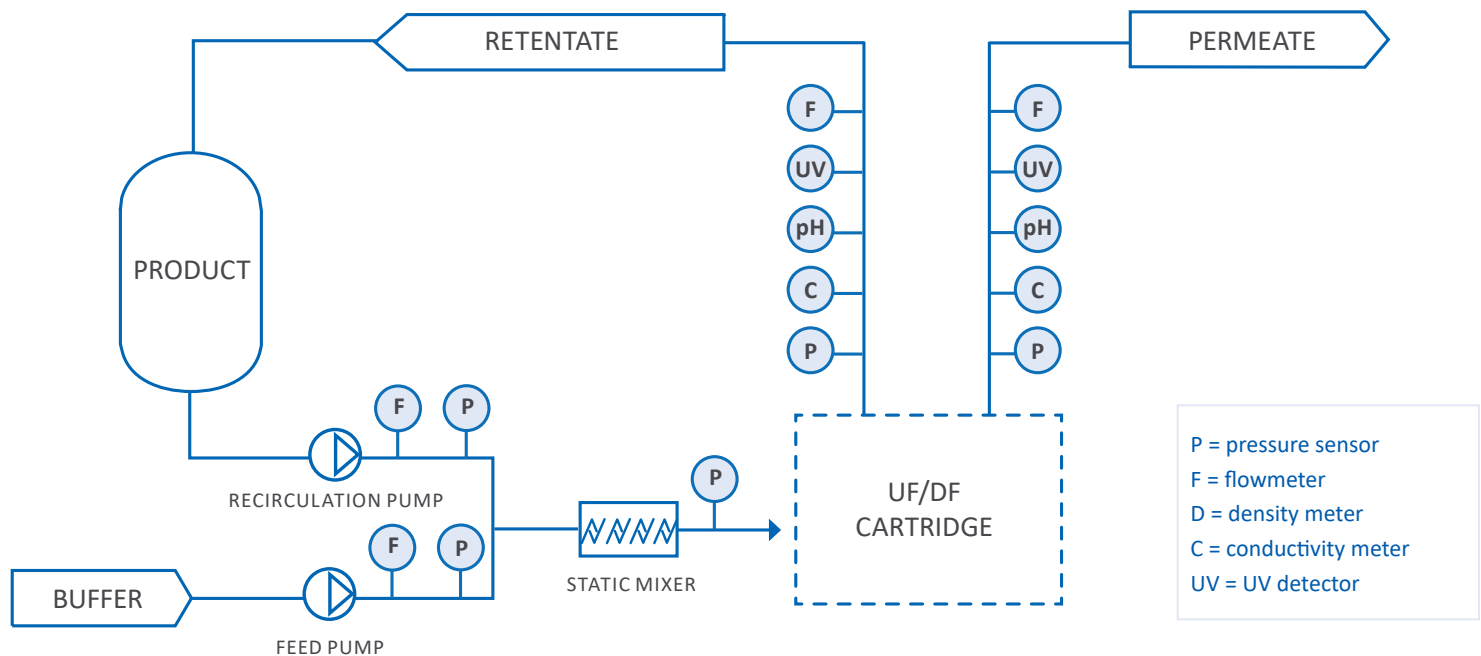 RETENTATE
PERMEATE
F
F
UV
UV
pH
pH
PRODUCT
C
C
P
P
F
P
P = pressure sensor
F = flowmeter
D = density meter
C = conductivity meter
UV = UV detector
P
RECIRCULATION PUMP
UF/DF
CARTRIDGE
F
P
STATIC MIXER
BUFFER
FEED PUMP